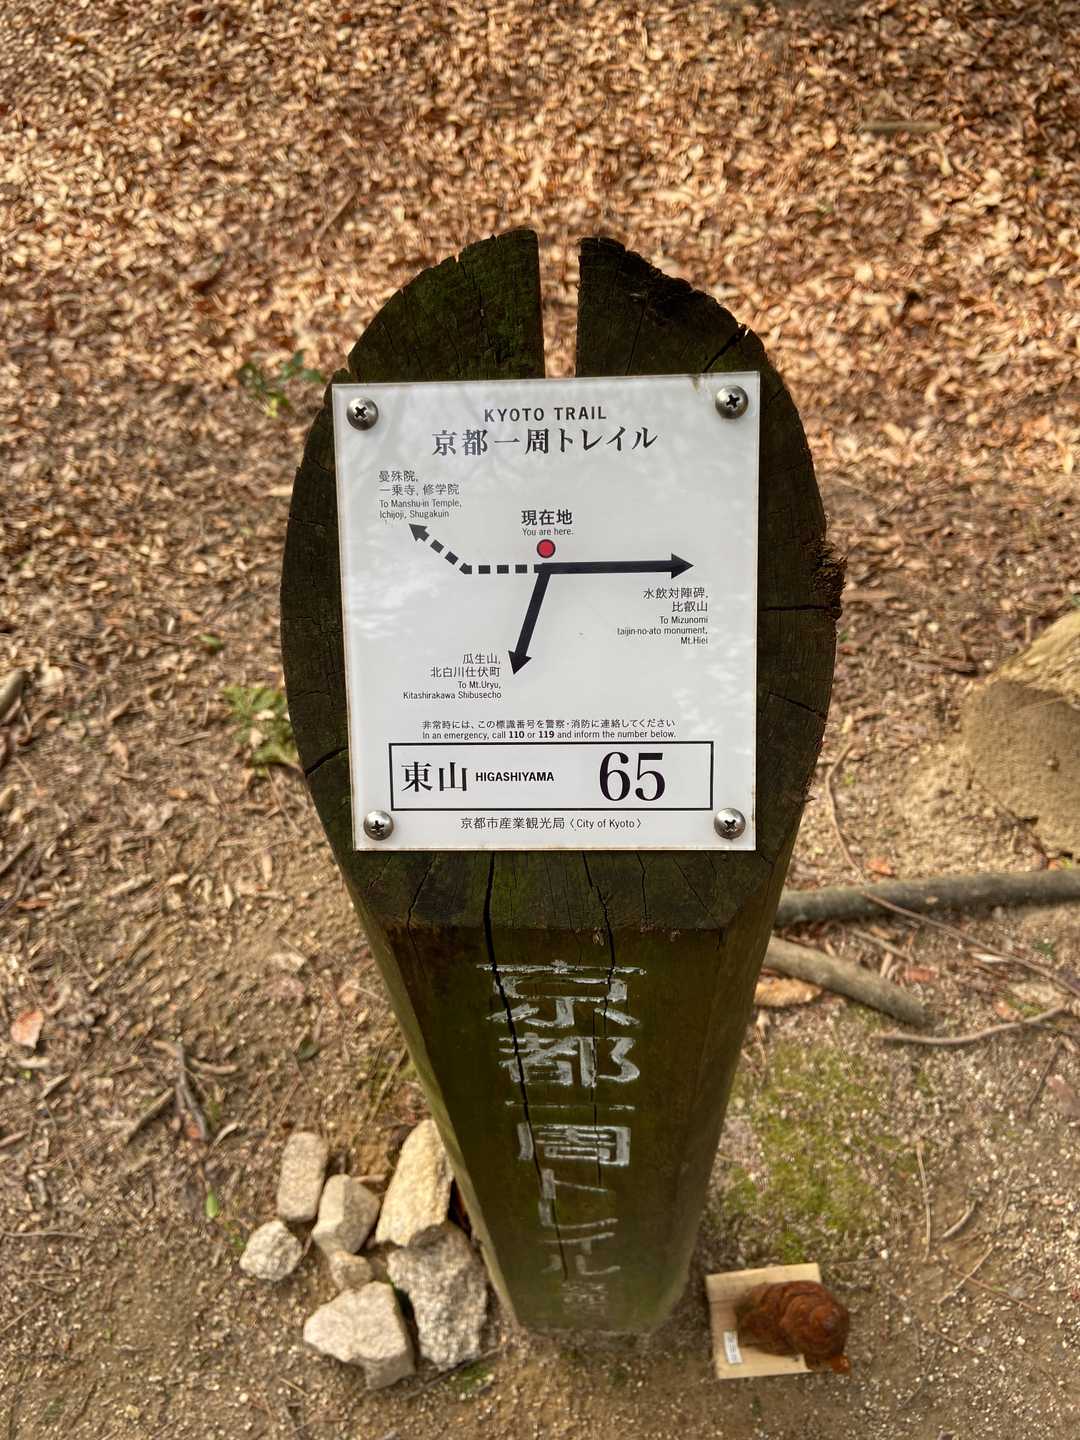 KYOTO TRAIL
京都一周トレイル
曼殊院,
一乗寺, 修学院
To Manshu-in Temple,
Ichijoji, Shugakuin
現在地
You are here.
水飲対陣碑,
比叡山
To Mizunomi
taijin-no-ato monument,
Mt.Hiei
瓜生山,
北白川仕伏町
To Mt.Uryu,
Kitashirakawa Shibusecho
非常時には、この標識番号を警察・消防に連絡してください
In an emergency, call 110 or 119 and inform the number below.
東山 HIGASHIYAMA 65
京都市産業観光局〈City of Kyoto〉
京都一周トレイル